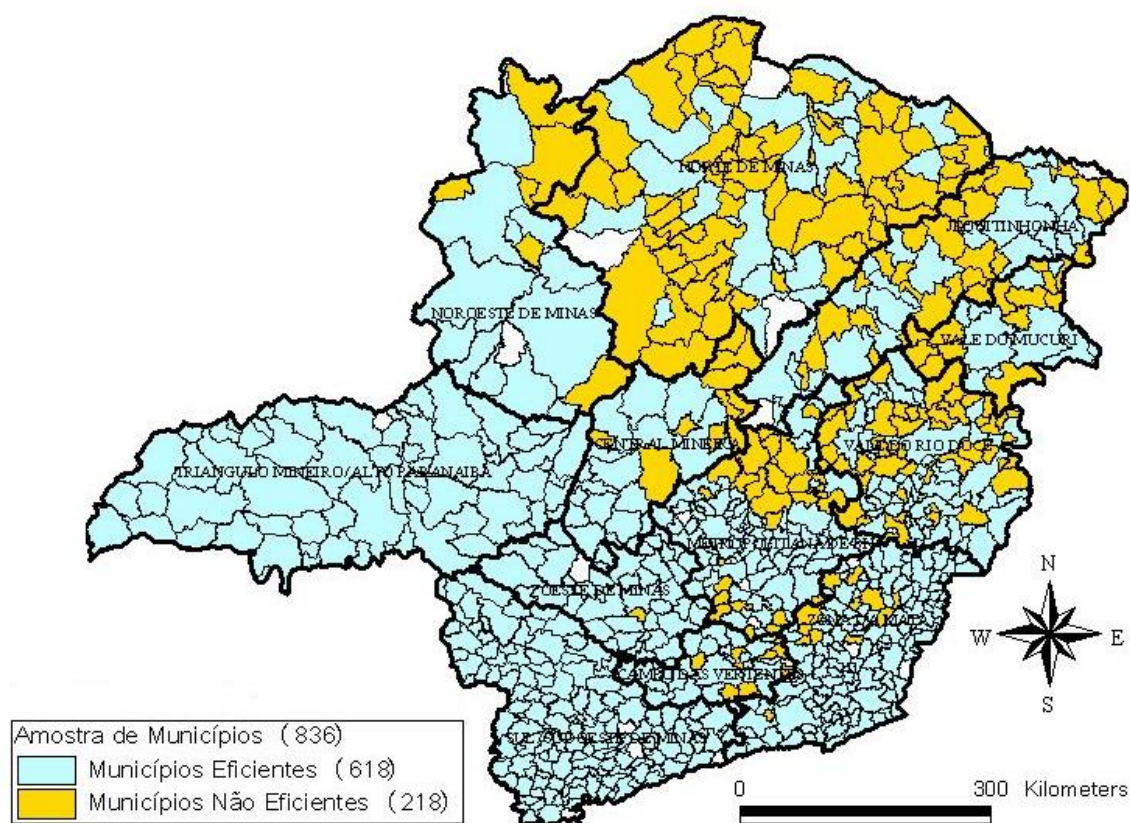 NORTE DE MINAS
JEQUITINHONHA
NOROESTE DE MINAS
VALE DO MUCURI
CENTRAL MINEIRA
VALE DO RIO DOCE
TRIANGULO MINEIRO/ALTO PARANAIBA
OESTE DE MINAS
ZONA DA MATA
CAMPO DAS VERTENTES
SUL/SUDOESTE DE MINAS
N
W
E
S
Amostra de Municípios (836)
Municípios Eficientes (618)
Municípios Não Eficientes (218)
0
300 Kilometers